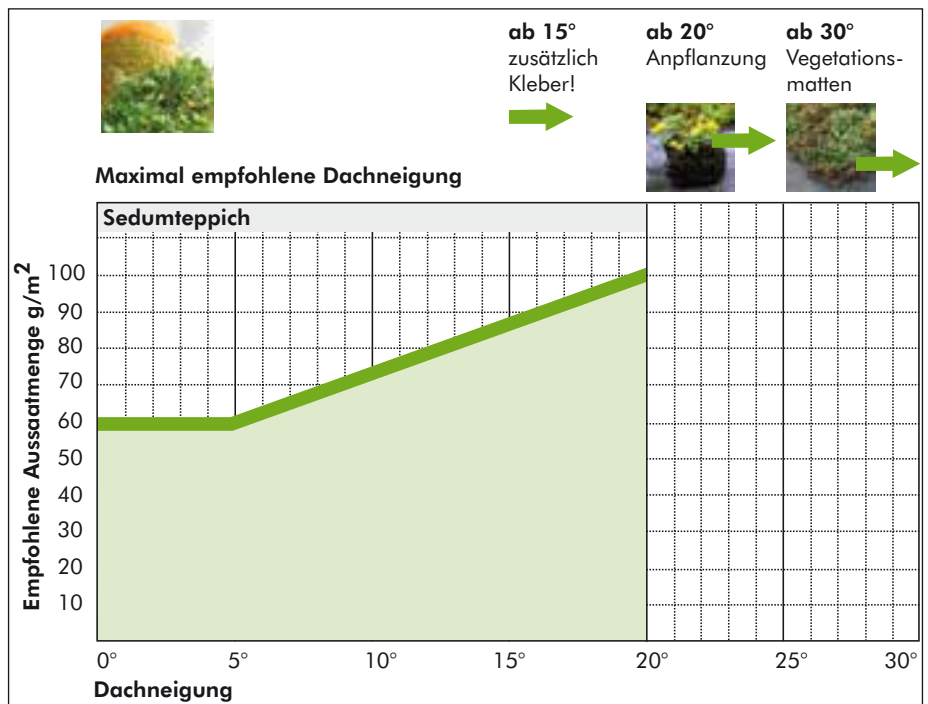 ab 15°
zusätzlich
Kleber!
ab 20°
Anpflanzung
ab 30°
Vegetations-
matten
Maximal empfohlene Dachneigung
Sedumteppich
Empfohlene Aussaatmenge g/m²
100
90
80
70
60
50
40
30
20
10
0° 5° 10° 15° 20° 25° 30°
Dachneigung